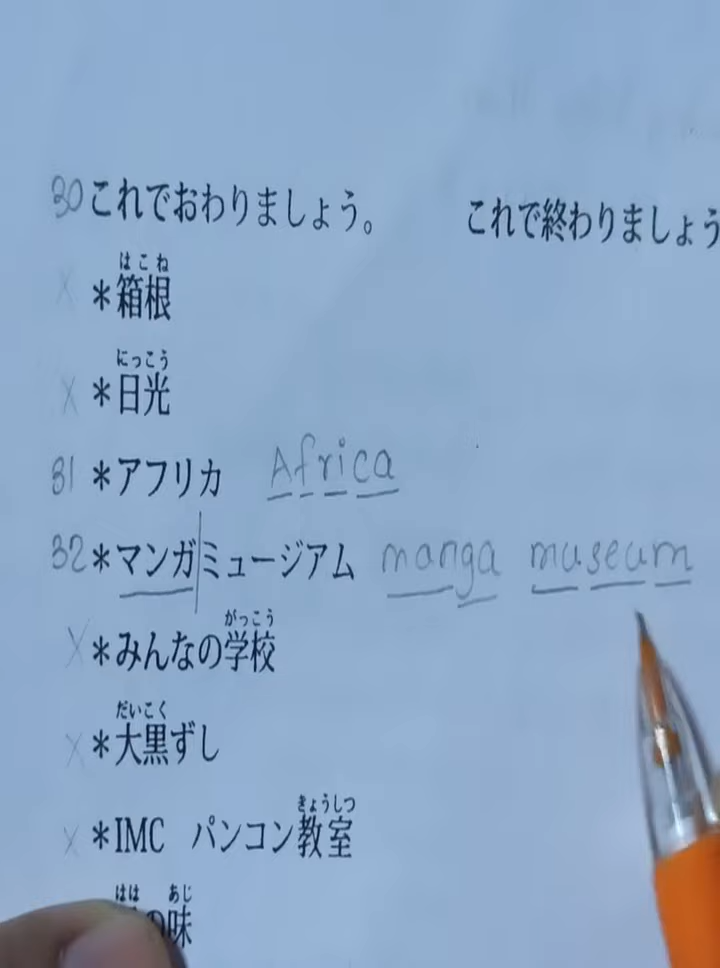 30 これでおわりましょう。 これで終わりましょう
はこね
x *箱根
にっこう
x *日光
31 *アフリカ Africa
32 *マンガ|ミュージアム manga museum
がっこう
x *みんなの学校
だいこく
x *大黒ずし
きょうしつ
x *IMC パンコン教室
はは あじ
の味